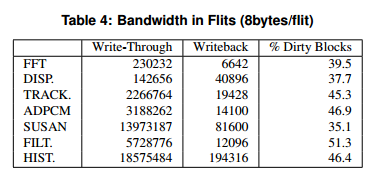 Table 4: Bandwidth in Flits (8bytes/flit)
Write-Through Writeback % Dirty Blocks
FFT 230232 6642 39.5
DISP. 142656 40896 37.7
TRACK. 2266764 19428 45.3
ADPCM 3188262 14100 46.9
SUSAN 13973187 81600 35.1
FILT. 5728776 12096 51.3
HIST. 18575484 194316 46.4